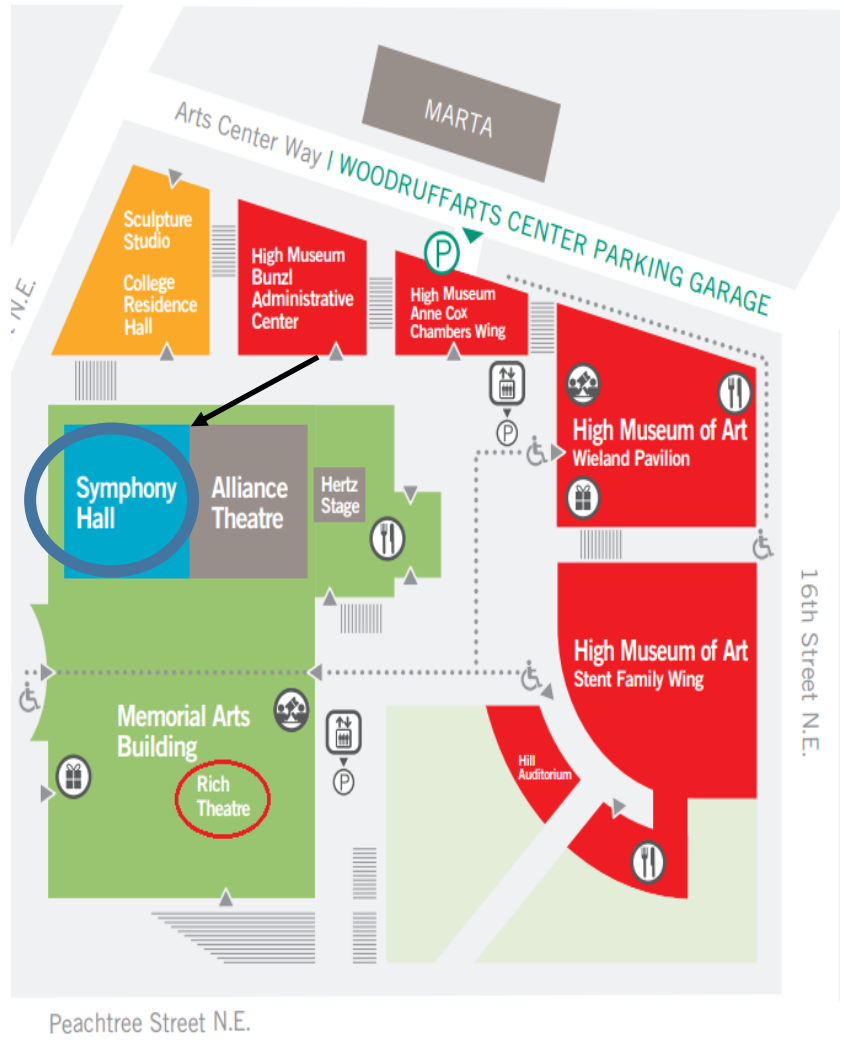 MARTA
Arts Center Way | WOODRUFFARTS CENTER PARKING GARAGE
Sculpture
Studio
College
Residence
Hall
High Museum
Bunzl
Administrative
Center
P
High Museum
Anne Cox
Chambers Wing
N.E.
P
High Museum of Art
Wieland Pavilion
Symphony
Hall
Alliance
Theatre
Hertz
Stage
16th Street N.E.
High Museum of Art
Stent Family Wing
Memorial Arts
Building
Rich
Theatre
P
Hill
Auditorium
Peachtree Street N.E.